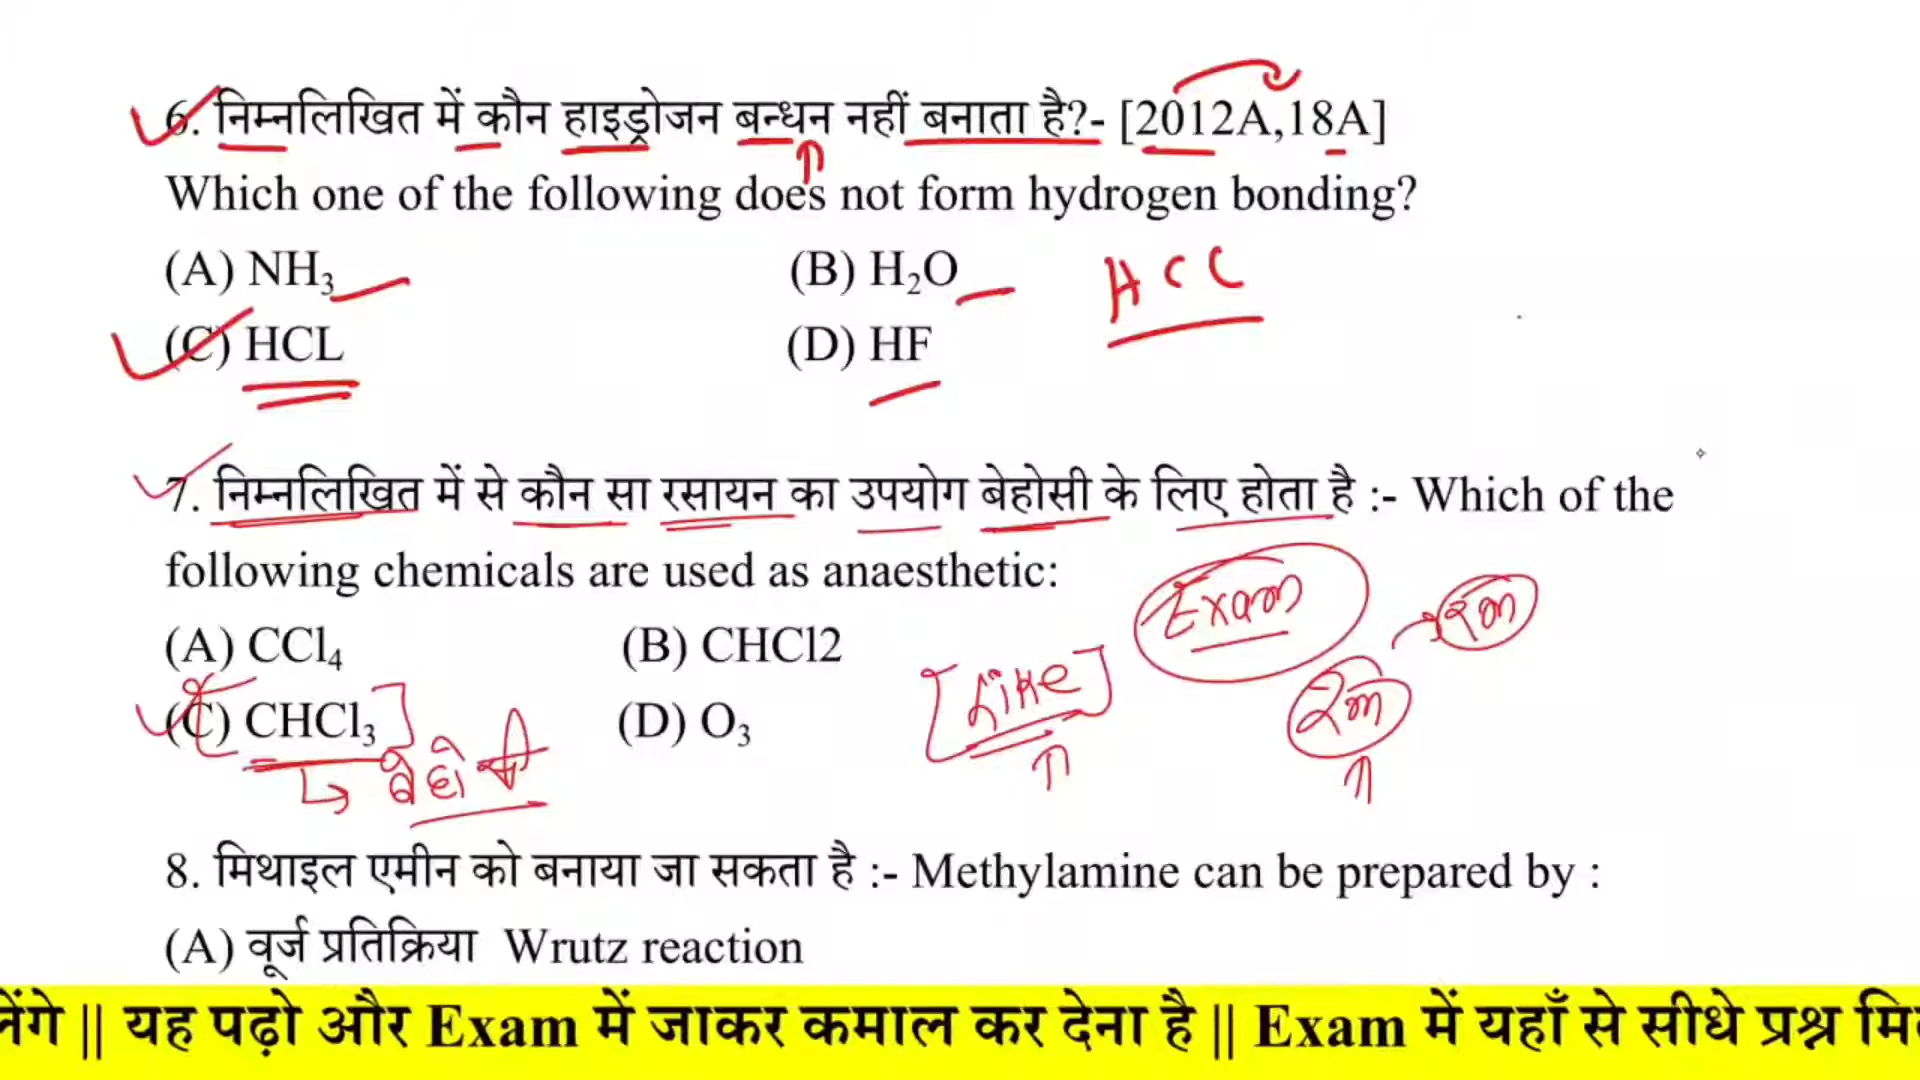 6. निम्नलिखित में कौन हाइड्रोजन बन्धन नहीं बनाता है?- [2012A,18A]
Which one of the following does not form hydrogen bonding?
(A) NH₃ (B) H₂O
HCl
(C) HCL (D) HF
7. निम्नलिखित में से कौन सा रसायन का उपयोग बेहोसी के लिए होता है :- Which of the
following chemicals are used as anaesthetic:
Exam
(A) CCl₄ (B) CHCl2
[Like]
(C) CHCl₃ (D) O₃
8. मिथाइल एमीन को बनाया जा सकता है :- Methylamine can be prepared by :
(A) वूर्ज प्रतिक्रिया Wrutz reaction
लेंगे || यह पढ़ो और Exam में जाकर कमाल कर देना है || Exam में यहाँ से सीधे प्रश्न मि